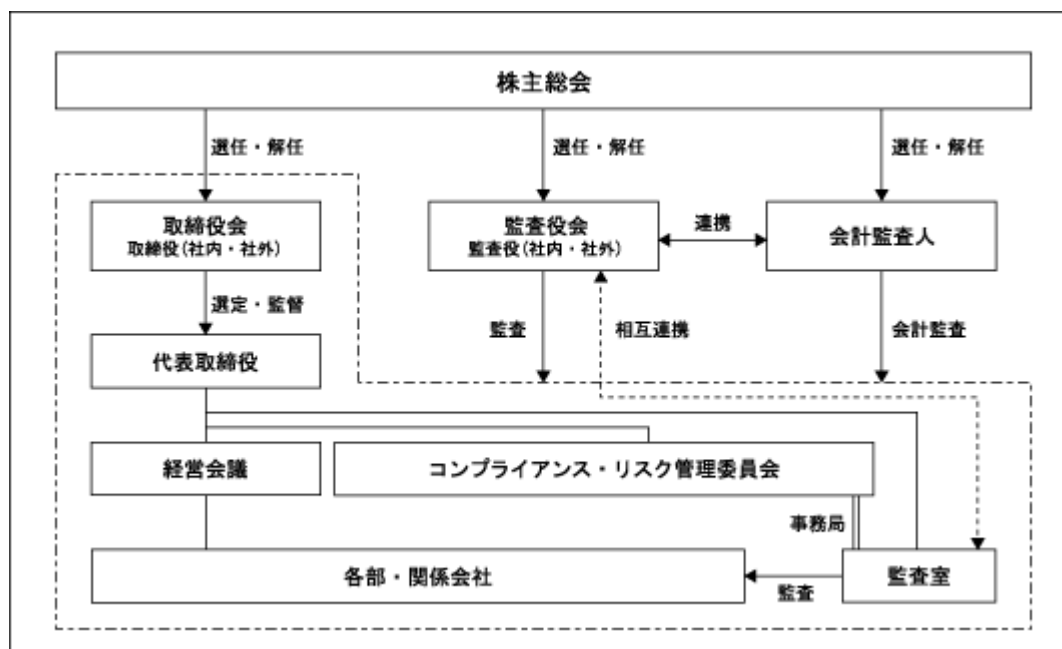 株主総会
選任・解任
選任・解任
選任・解任
取締役会
取締役(社内・社外)
監査役会
監査役(社内・社外)
連携
会計監査人
選定・監督
監査
相互連携
会計監査
代表取締役
経営会議
コンプライアンス・リスク管理委員会
事務局
各部・関係会社
監査
監査室